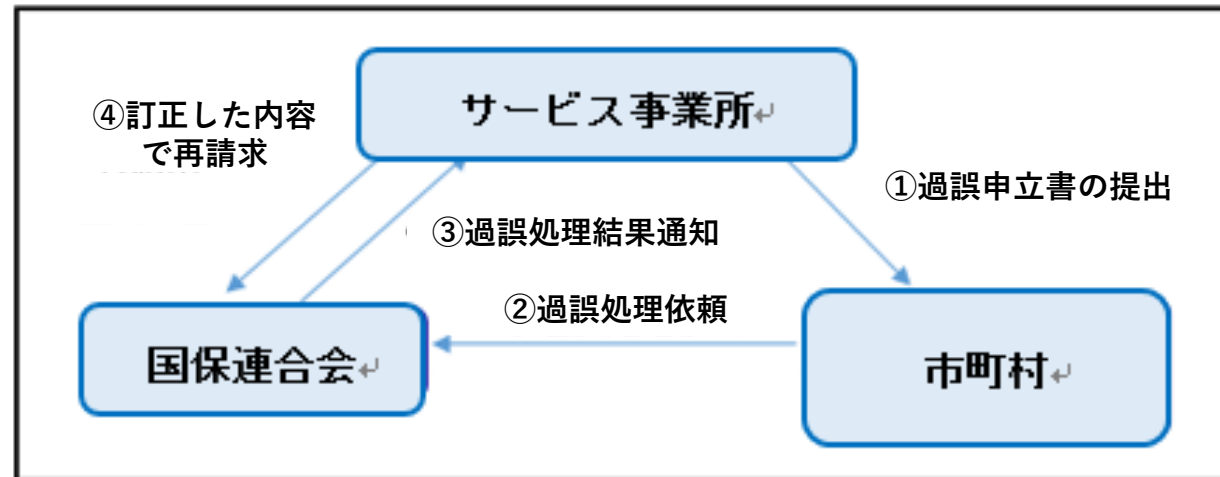 サービス事業所↵
④訂正した内容
で再請求
①過誤申立書の提出
③過誤処理結果通知
②過誤処理依頼
国保連合会↵
市町村↵